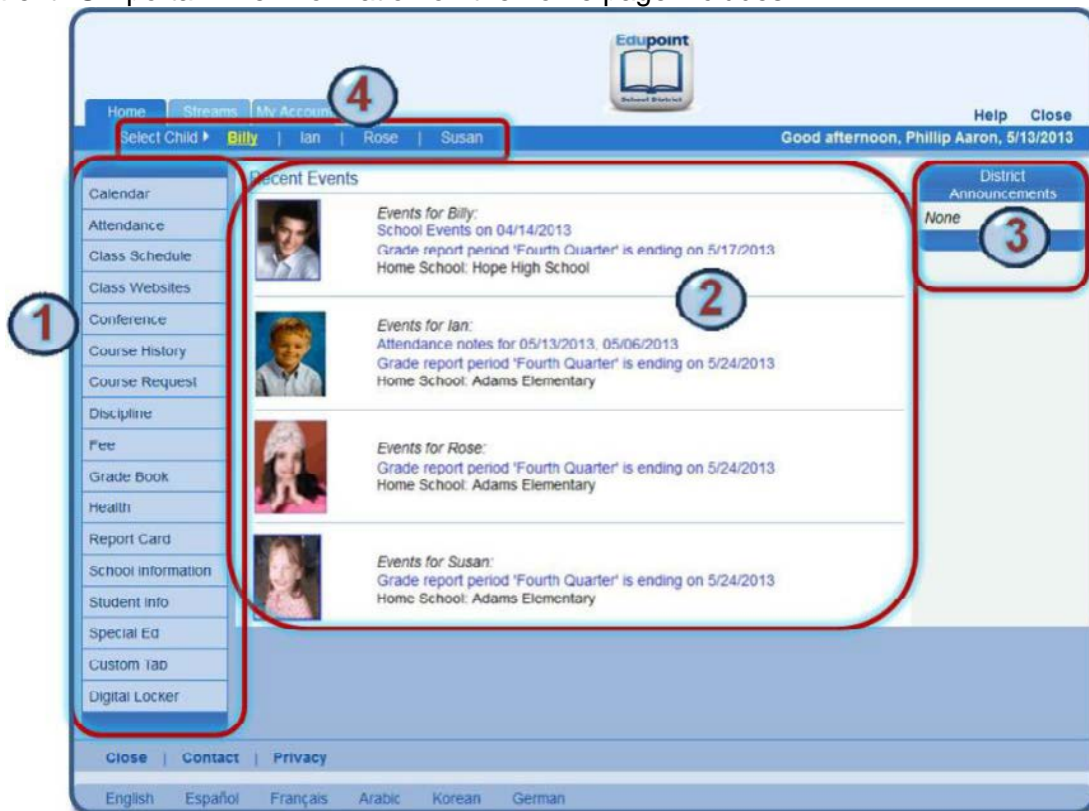 Edupoint
School District
Home Streams My Accoun
4
Help Close
Select Child Billy | Ian | Rose | Susan
Good afternoon, Phillip Aaron, 5/13/2013
Calendar
Attendance
Class Schedule
Class Websites
Conference
Course History
Course Request
Discipline
Fee
Grade Book
Health
Report Card
School Information
Student Info
Special Ed
Custom Tab
Digital Locker
1
Recent Events
Events for Billy:
School Events on 04/14/2013
Grade report period 'Fourth Quarter' is ending on 5/17/2013
Home School: Hope High School
2
Events for Ian:
Attendance notes for 05/13/2013, 05/06/2013
Grade report period 'Fourth Quarter' is ending on 5/24/2013
Home School: Adams Elementary
Events for Rose:
Grade report period 'Fourth Quarter' is ending on 5/24/2013
Home School: Adams Elementary
Events for Susan:
Grade report period 'Fourth Quarter' is ending on 5/24/2013
Home School: Adams Elementary
District
Announcements
None
3
Close | Contact | Privacy
English Español Français Arabic Korean German